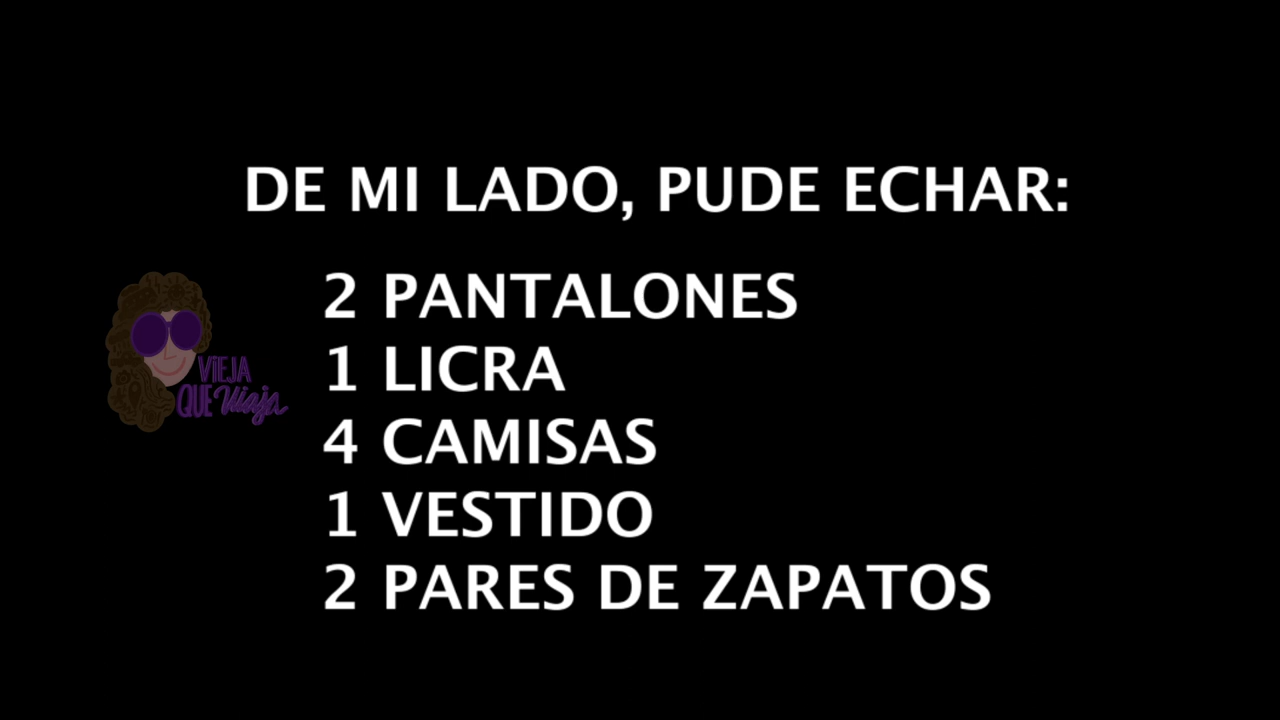 DE MI LADO, PUDE ECHAR:
2 PANTALONES
1 LICRA
4 CAMISAS
1 VESTIDO
2 PARES DE ZAPATOS
VIEJA
QUE Viaja